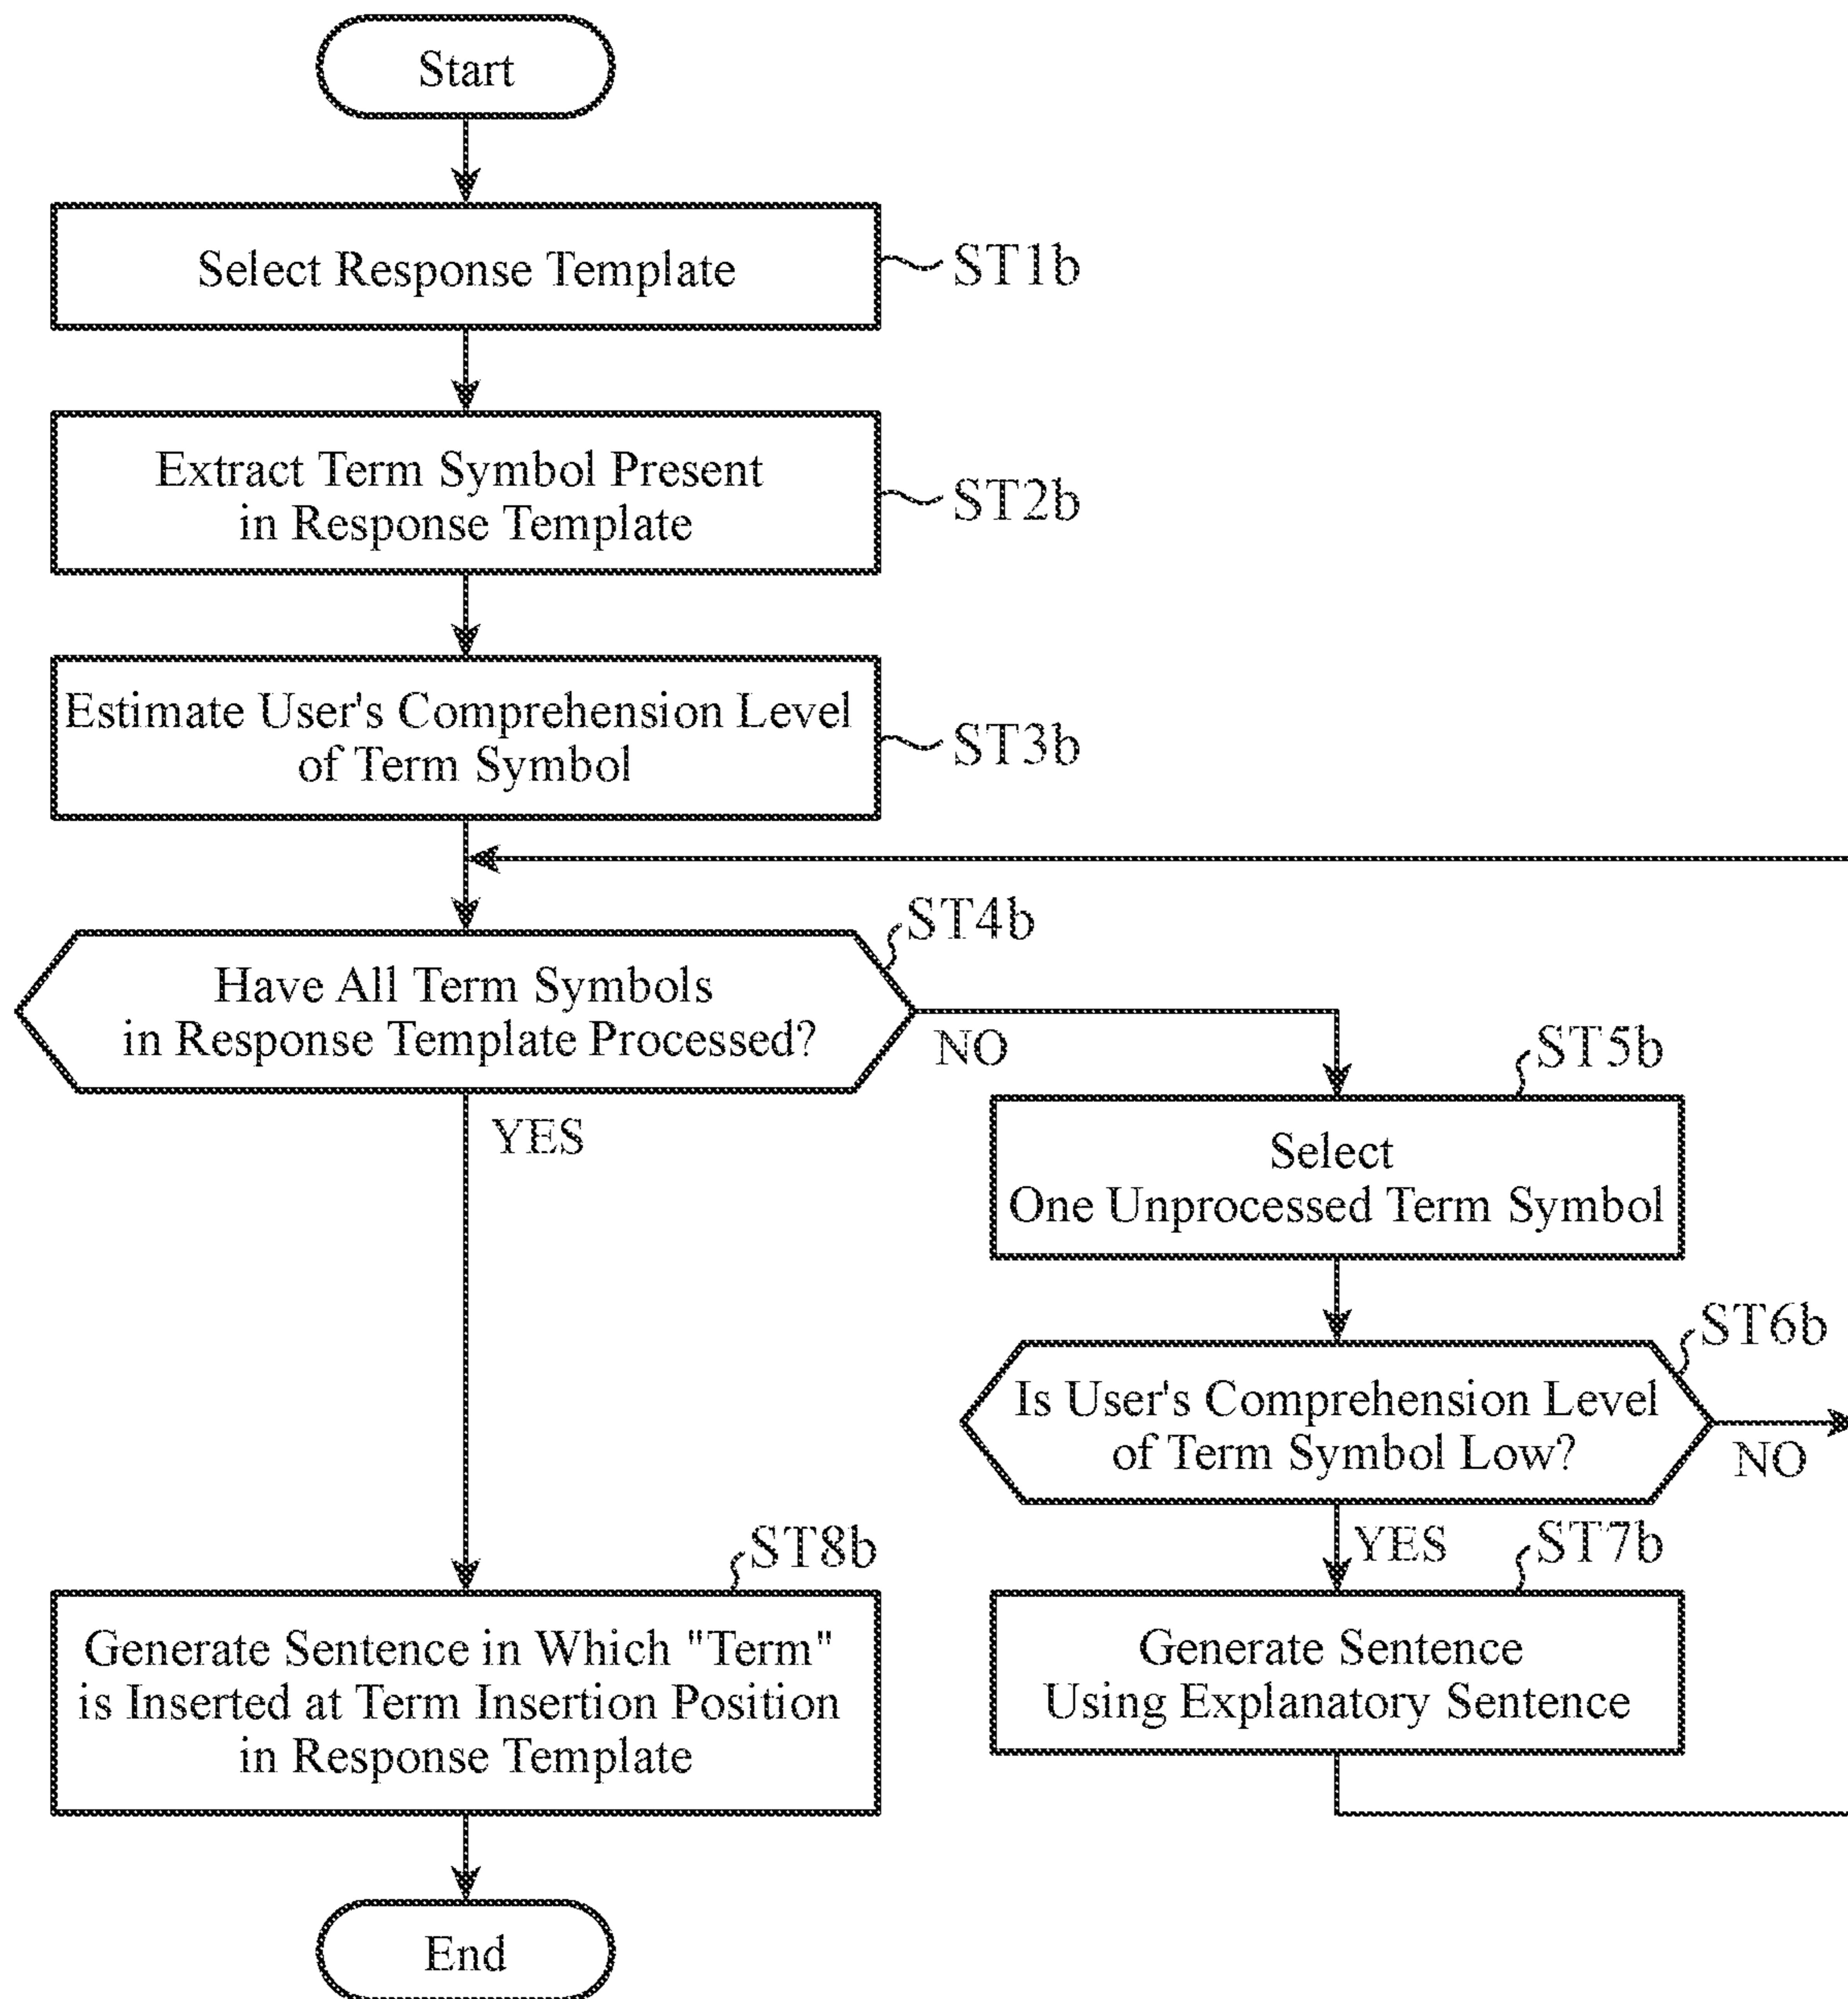 Start
Select Response Template
ST1b
Extract Term Symbol Present
in Response Template
ST2b
Estimate User's Comprehension Level
of Term Symbol
ST3b
ST4b
Have All Term Symbols
in Response Template Processed?
NO
YES
ST5b
Select
One Unprocessed Term Symbol
ST6b
Is User's Comprehension Level
of Term Symbol Low?
NO
YES
ST7b
Generate Sentence
Using Explanatory Sentence
ST8b
Generate Sentence in Which "Term"
is Inserted at Term Insertion Position
in Response Template
End